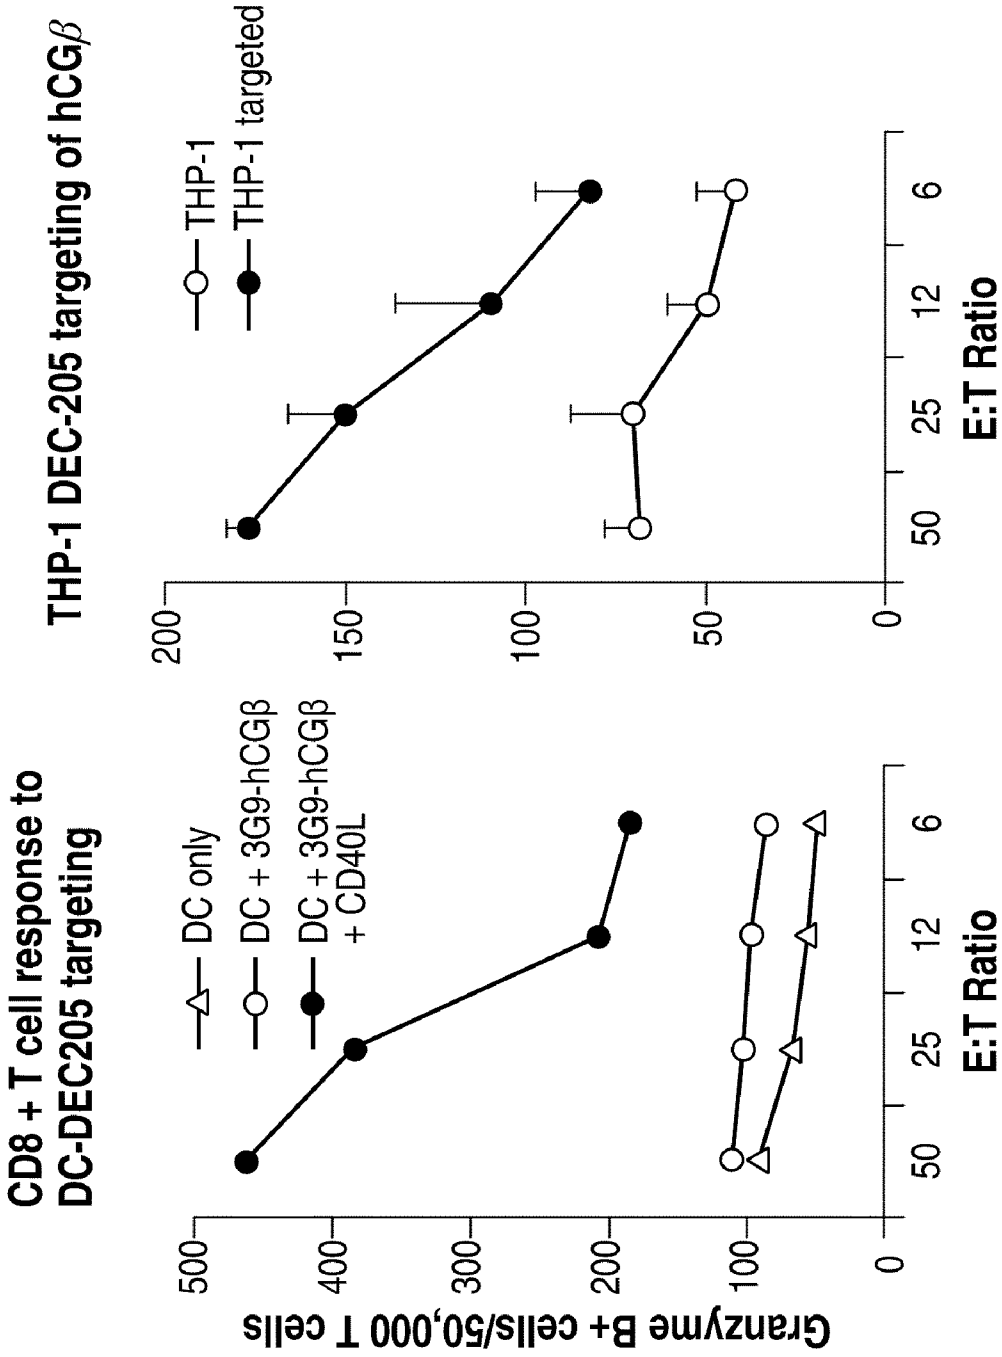 CD8 + T cell response to
DC-DEC205 targeting
DC only
DC + 3G9-hCGβ
DC + 3G9-hCGβ
+ CD40L
Granzyme B+ cells/50,000 T cells
500
400
300
200
100
0
50
25
12
6
E:T Ratio
THP-1 DEC-205 targeting of hCGβ
THP-1
THP-1 targeted
200
150
100
50
0
50
25
12
6
E:T Ratio